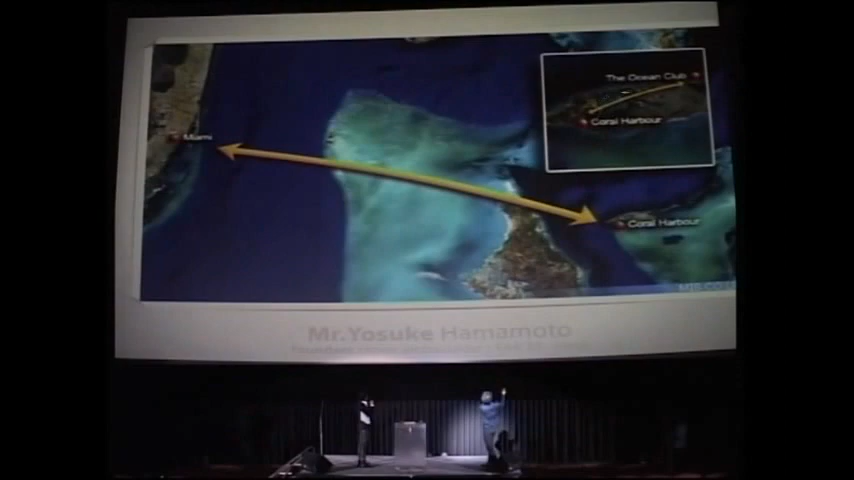 The Ocean Club
Coral Harbour
Miami
Coral Harbour
Mr.Yosuke Hamamoto